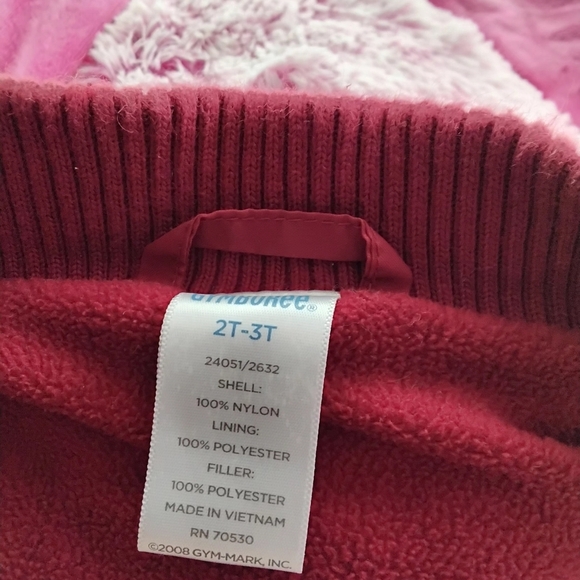 GYMBOREE®
2T-3T
24051/2632
SHELL:
100% NYLON
LINING:
100% POLYESTER
FILLER:
100% POLYESTER
MADE IN VIETNAM
RN 70530
©2008 GYM-MARK, INC.